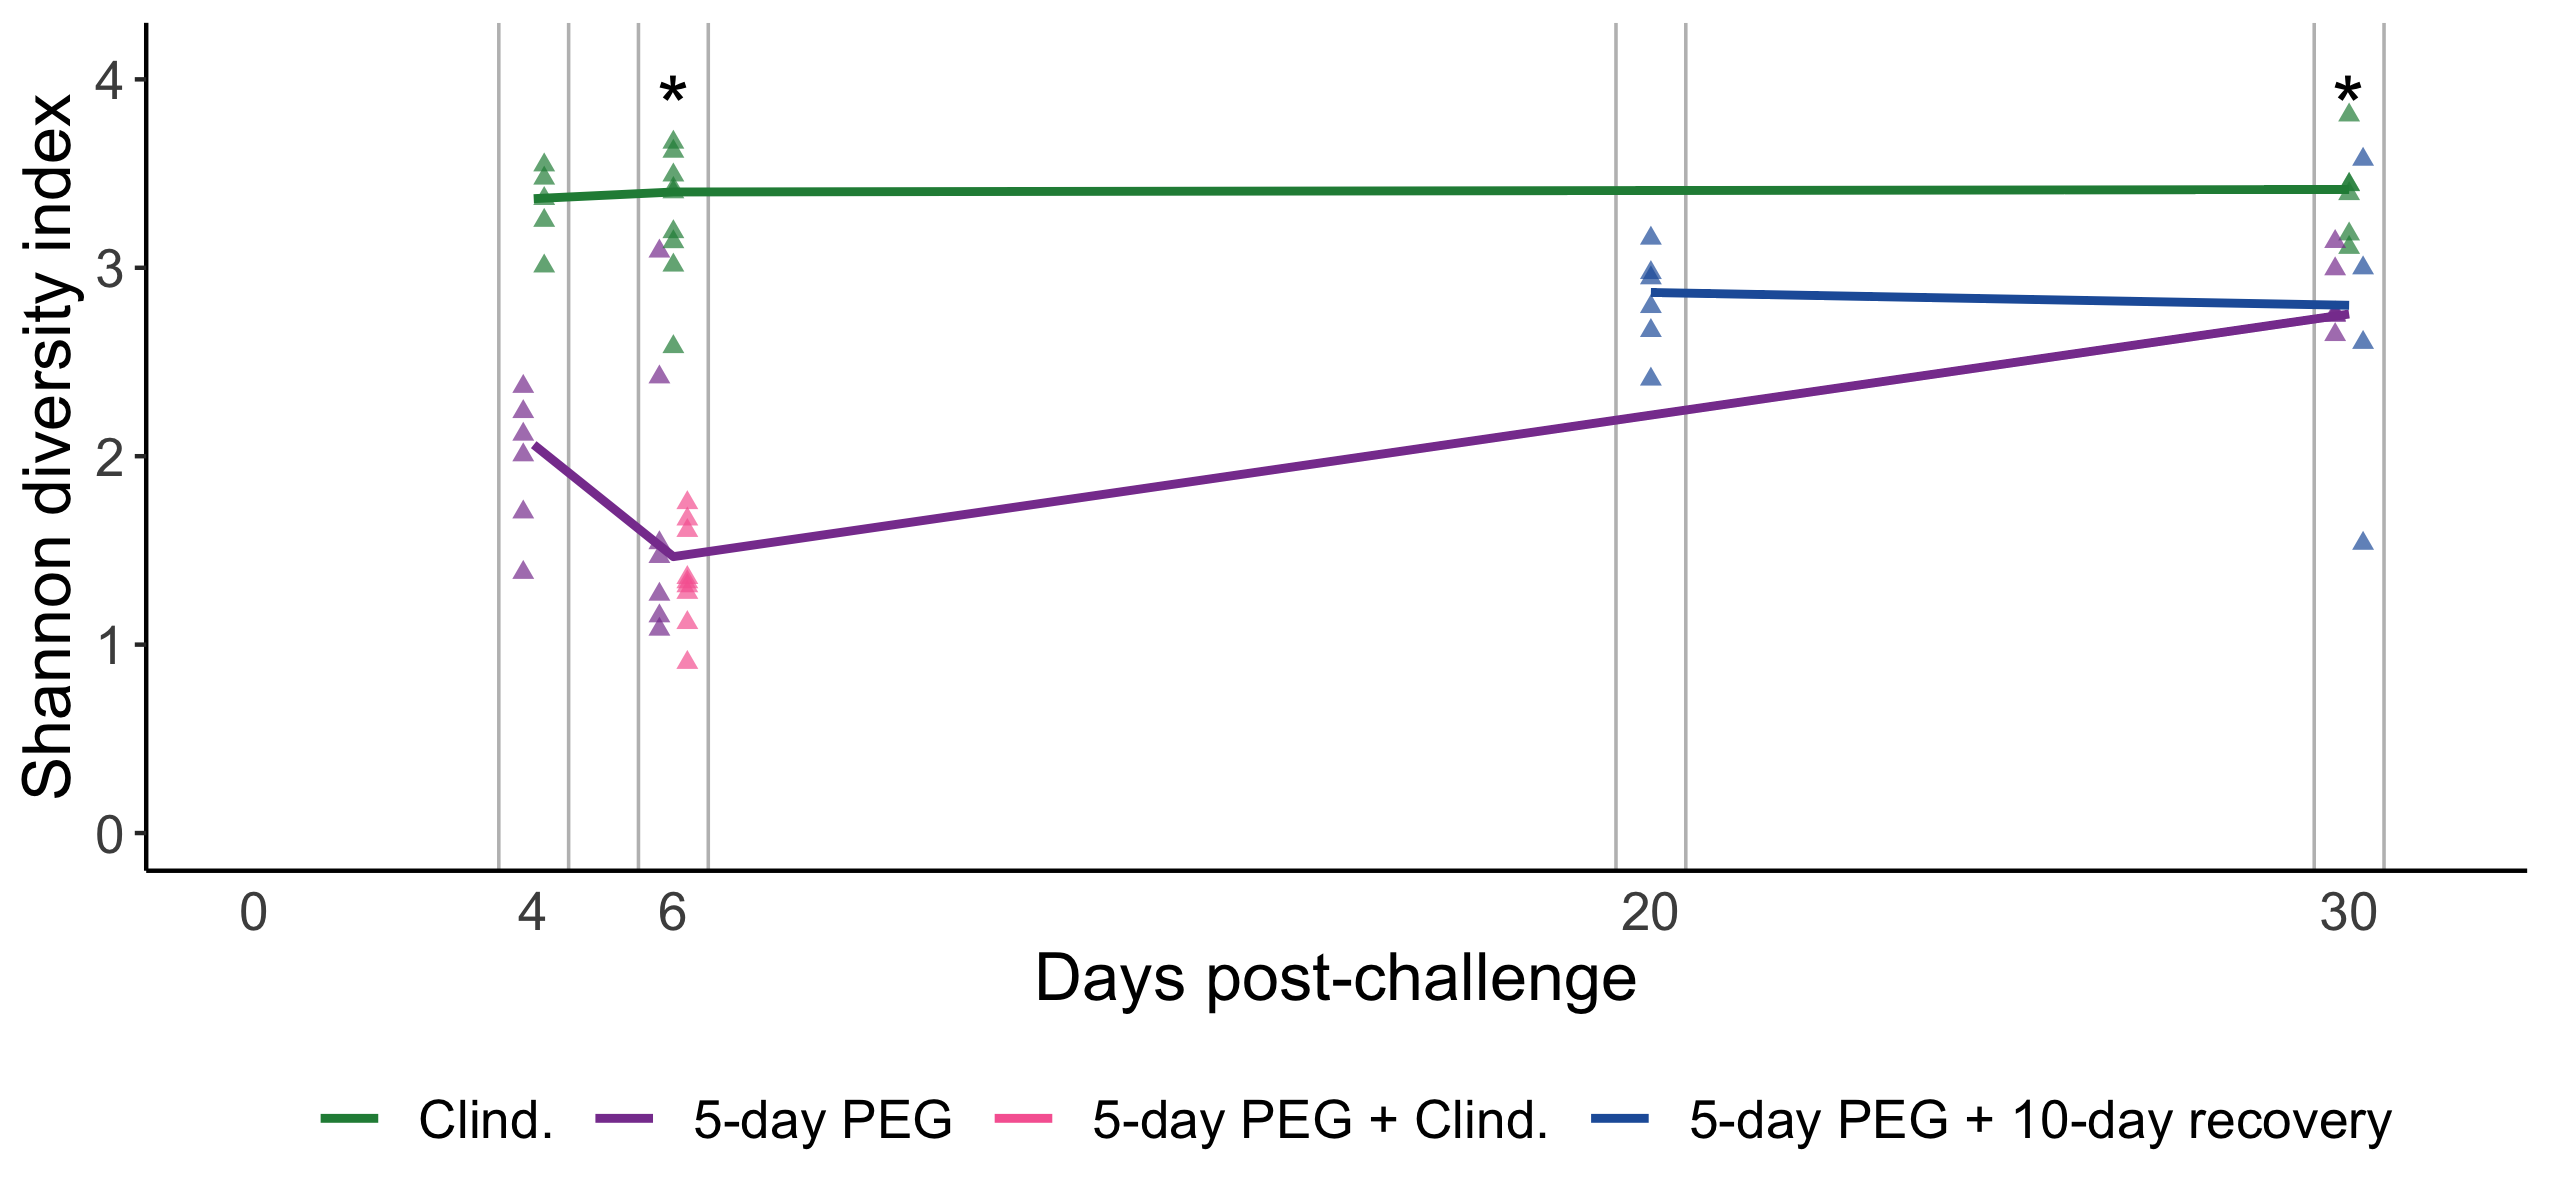 Shannon diversity index
4
3
2
1
0
*
*
0 4 6 20 30
Days post-challenge
Clind. 5-day PEG 5-day PEG + Clind. 5-day PEG + 10-day recovery